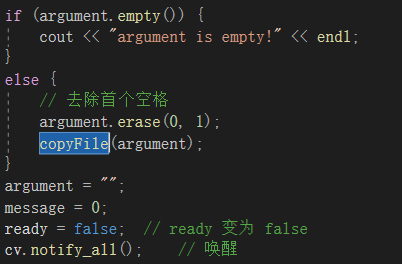 if (argument.empty()) {
cout << "argument is empty!" << endl;
}
else {
// 去除首个空格
argument.erase(0, 1);
copyFile(argument);
}
argument = "";
message = 0;
ready = false;  // ready 变为 false
cv.notify_all();    // 唤醒